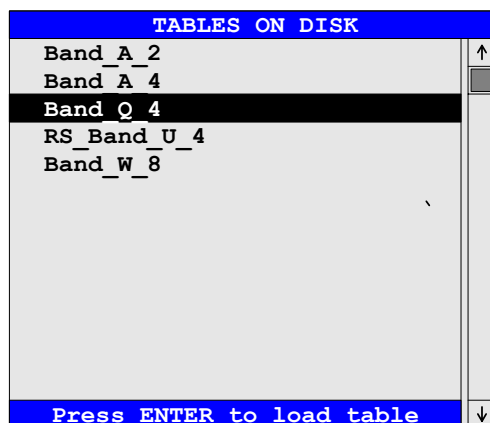 TABLES ON DISK
Band_A_2
Band_A_4
Band_Q_4
RS_Band_U_4
Band_W_8
Press ENTER to load table